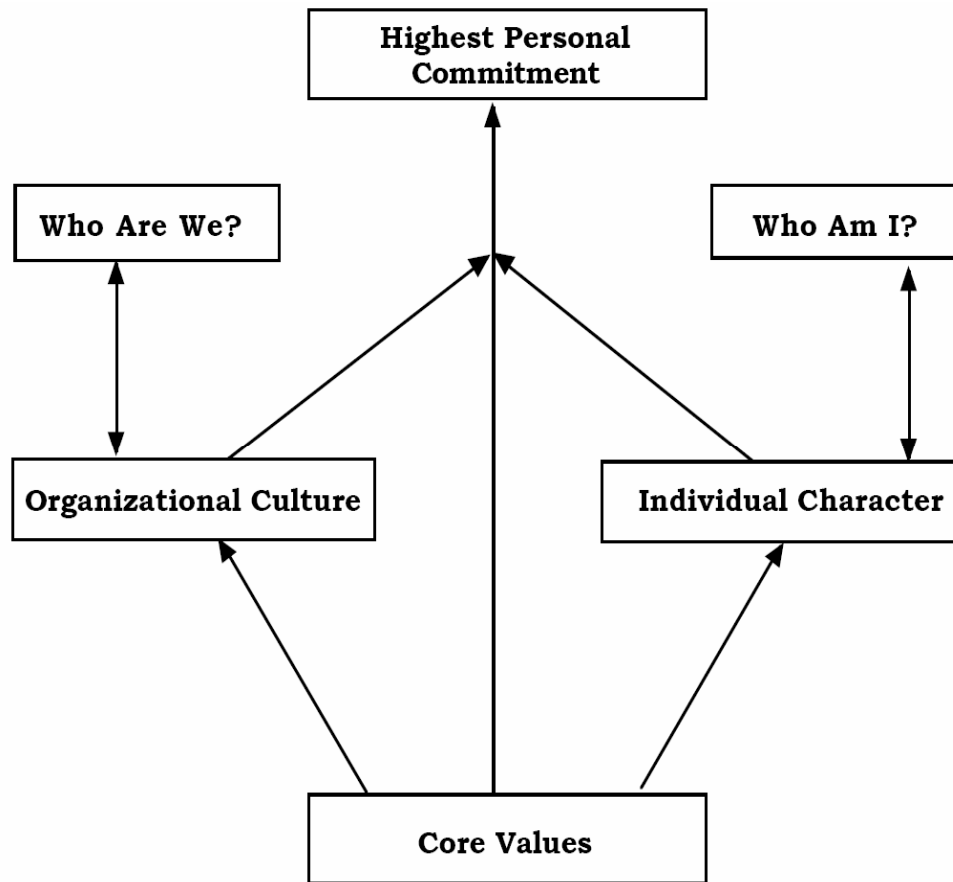 Highest Personal
Commitment
Who Are We?
Who Am I?
Organizational Culture
Individual Character
Core Values